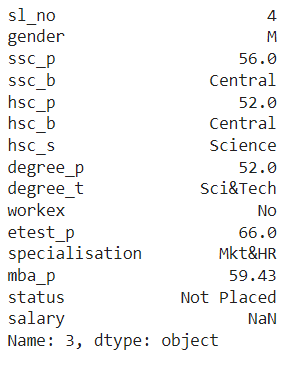 sl_no 4
gender M
ssc_p 56.0
ssc_b Central
hsc_p 52.0
hsc_b Central
hsc_s Science
degree_p 52.0
degree_t Sci&Tech
workex No
etest_p 66.0
specialisation Mkt&HR
mba_p 59.43
status Not Placed
salary NaN
Name: 3, dtype: object